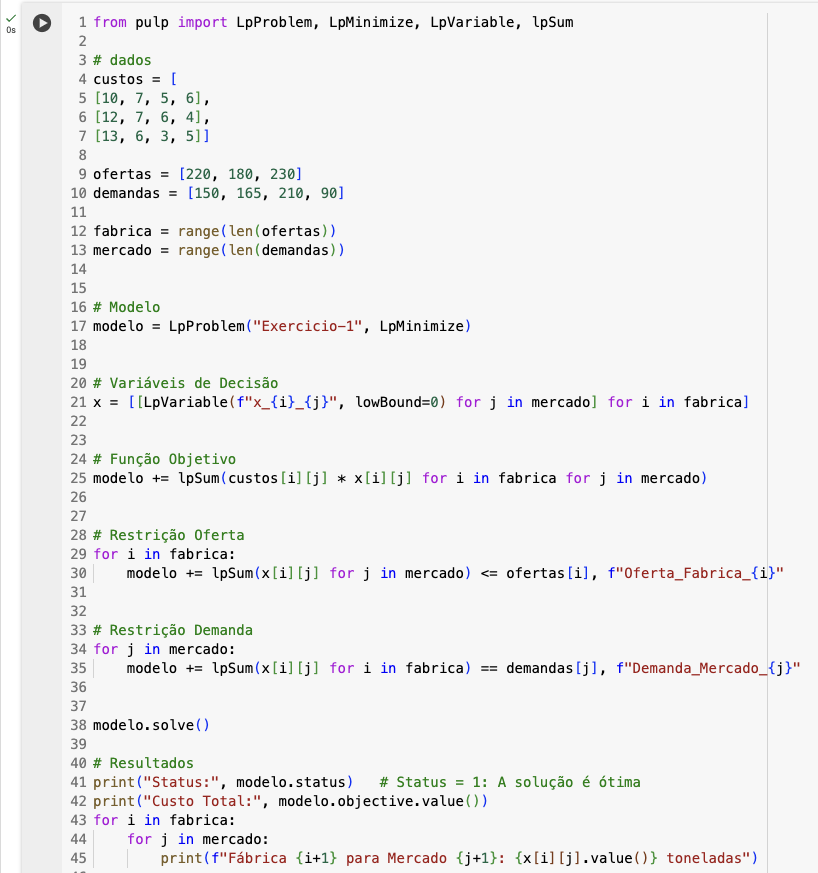 0s
1 from pulp import LpProblem, LpMinimize, LpVariable, lpSum
2
3 # dados
4 custos = [
5 [10, 7, 5, 6],
6 [12, 7, 6, 4],
7 [13, 6, 3, 5]]
8
9 ofertas = [220, 180, 230]
10 demandas = [150, 165, 210, 90]
11
12 fabrica = range(len(ofertas))
13 mercado = range(len(demandas))
14
15
16 # Modelo
17 modelo = LpProblem("Exercicio-1", LpMinimize)
18
19
20 # Variáveis de Decisão
21 x = [[LpVariable(f"x_{i}_{j}", lowBound=0) for j in mercado] for i in fabrica]
22
23
24 # Função Objetivo
25 modelo += lpSum(custos[i][j] * x[i][j] for i in fabrica for j in mercado)
26
27
28 # Restrição Oferta
29 for i in fabrica:
30     modelo += lpSum(x[i][j] for j in mercado) <= ofertas[i], f"Oferta_Fabrica_{i}"
31
32
33 # Restrição Demanda
34 for j in mercado:
35     modelo += lpSum(x[i][j] for i in fabrica) == demandas[j], f"Demanda_Mercado_{j}"
36
37
38 modelo.solve()
39
40 # Resultados
41 print("Status:", modelo.status)   # Status = 1: A solução é ótima
42 print("Custo Total:", modelo.objective.value())
43 for i in fabrica:
44     for j in mercado:
45         print(f"Fábrica {i+1} para Mercado {j+1}: {x[i][j].value()} toneladas")